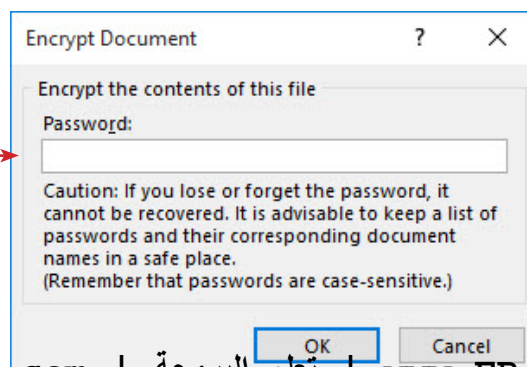 Encrypt Document ? ×
Encrypt the contents of this file
Password:
Caution: If you lose or forget the password, it
cannot be recovered. It is advisable to keep a list of
passwords and their corresponding document
names in a safe place.
(Remember that passwords are case-sensitive.)
OK Cancel